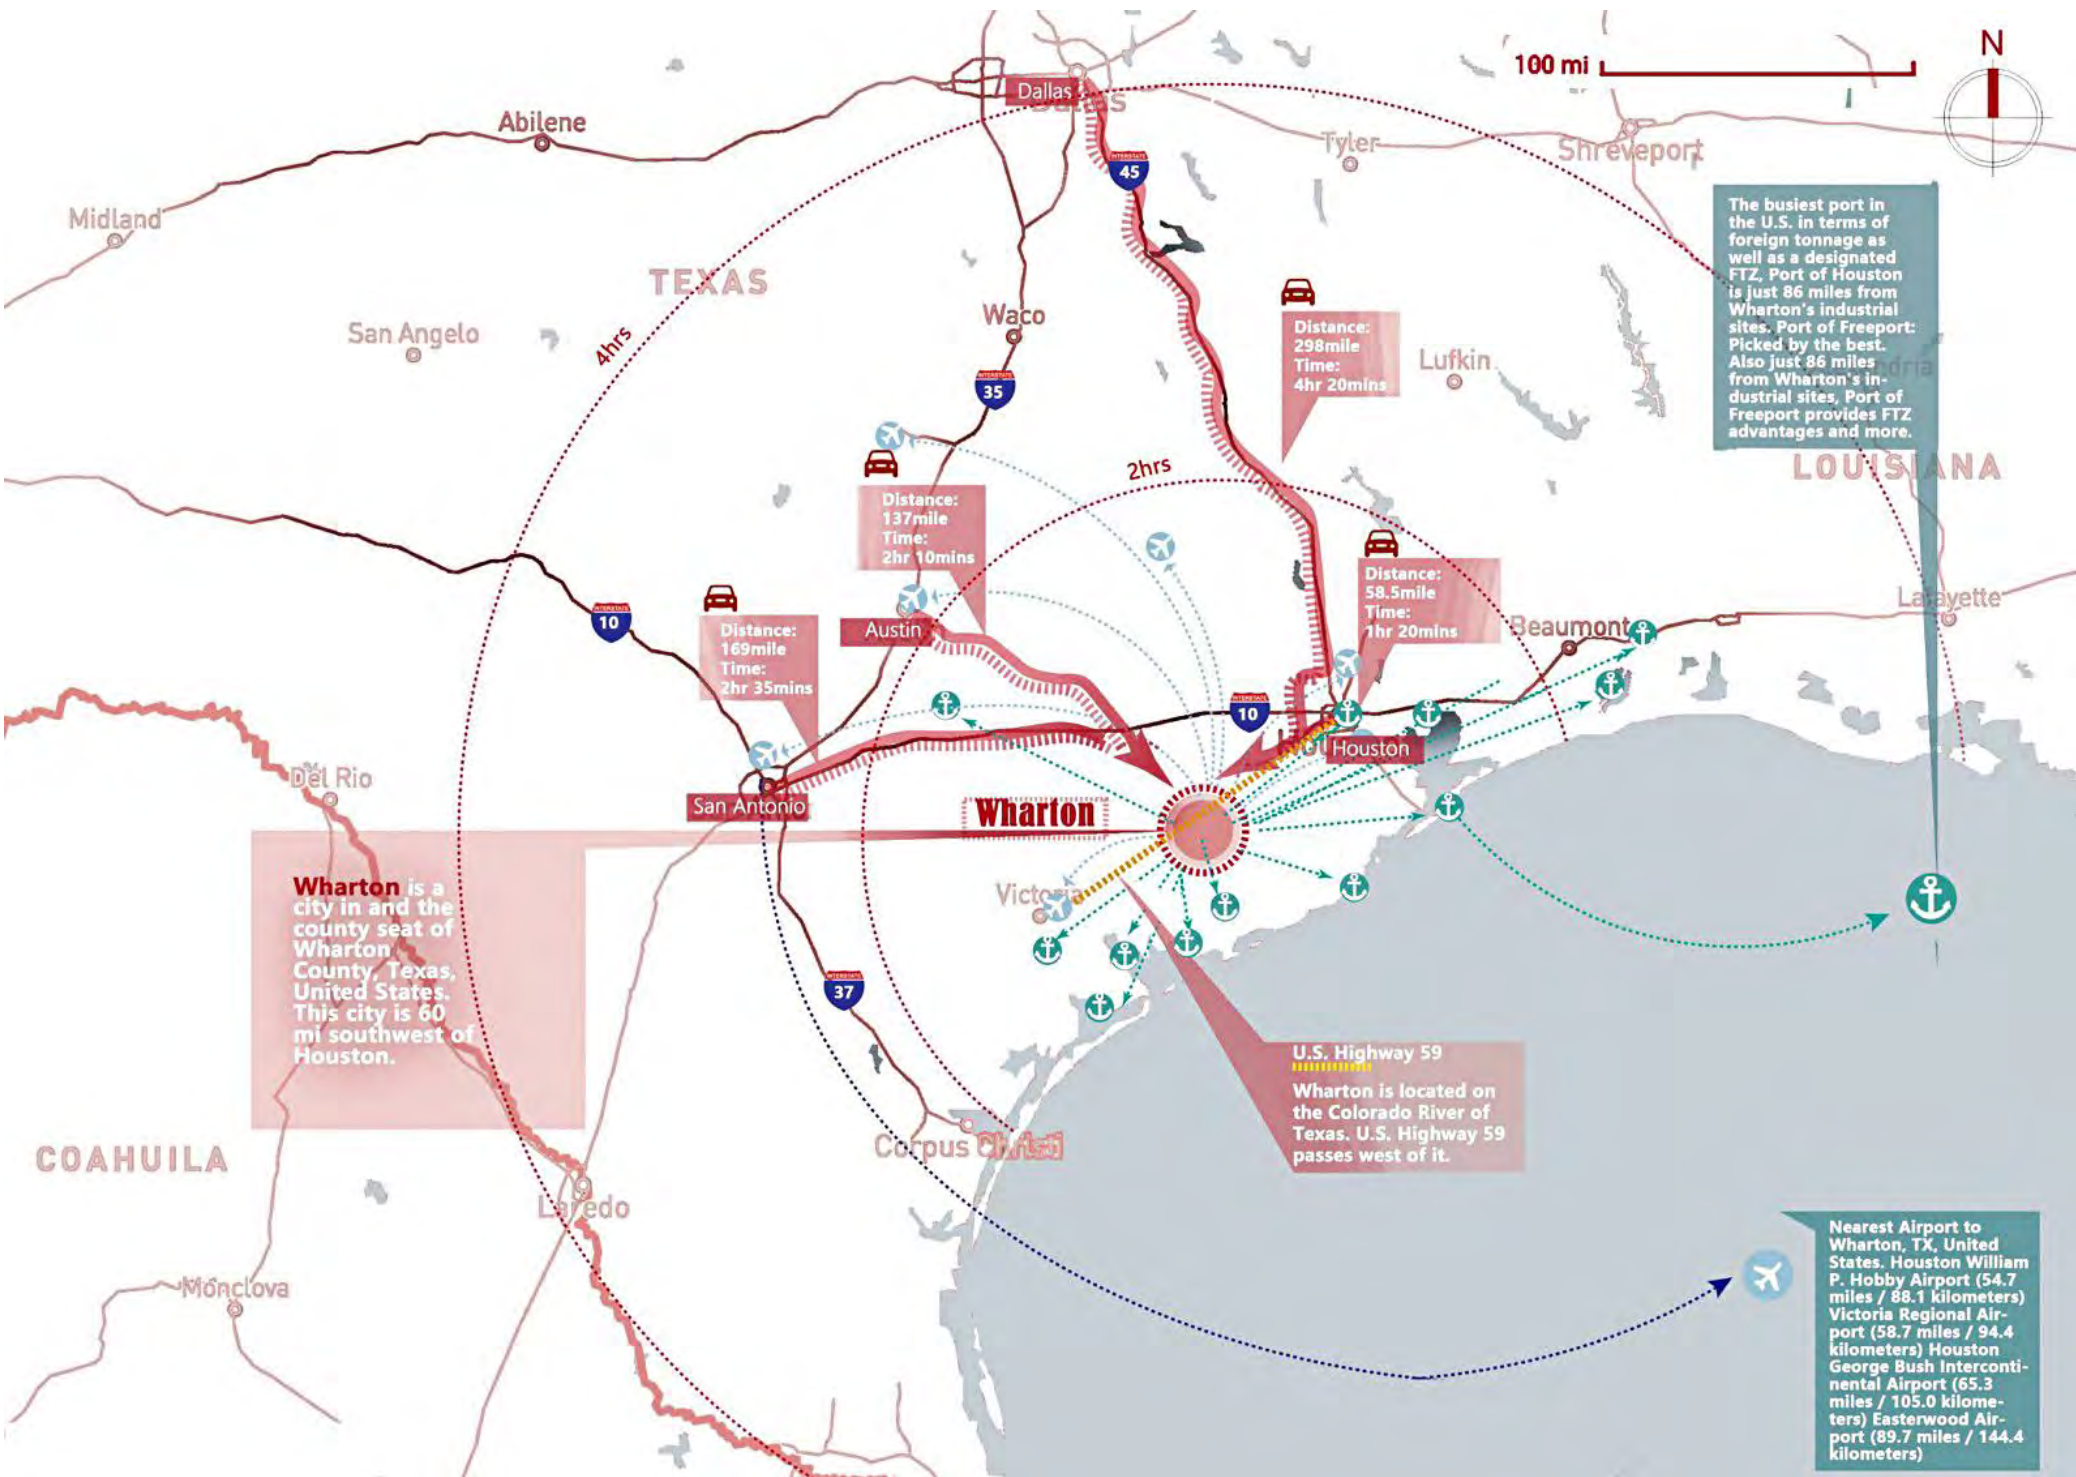 100 mi
N
Dallas
Dallas
Abilene
Tyler
Shreveport
INTERSTATE
45
Midland
The busiest port in
the U.S. in terms of
foreign tonnage as
well as a designated
FTZ, Port of Houston
is just 86 miles from
Wharton's industrial
sites. Port of Freeport:
Picked by the best.
Also just 86 miles
from Wharton's in-
dustrial sites, Port of
Freeport provides FTZ
advantages and more.
TEXAS
San Angelo
4hrs
Waco
Distance:
298mile
Time:
4hr 20mins
Lufkin
INTERSTATE
35
LOUISIANA
2hrs
Distance:
137mile
Time:
2hr 10mins
Distance:
58.5mile
Time:
1hr 20mins
INTERSTATE
10
Distance:
169mile
Time:
2hr 35mins
Austin
Beaumont
Lafayette
INTERSTATE
10
Houston
Del Rio
San Antonio
Wharton
Victoria
Wharton is a
city in and the
county seat of
Wharton
County, Texas,
United States.
This city is 60
mi southwest of
Houston.
INTERSTATE
37
U.S. Highway 59
Wharton is located on
the Colorado River of
Texas. U.S. Highway 59
passes west of it.
COAHUILA
Corpus Christi
Laredo
Monclova
Nearest Airport to
Wharton, TX, United
States. Houston William
P. Hobby Airport (54.7
miles / 88.1 kilometers)
Victoria Regional Air-
port (58.7 miles / 94.4
kilometers) Houston
George Bush Interconti-
nental Airport (65.3
miles / 105.0 kilome-
ters) Easterwood Air-
port (89.7 miles / 144.4
kilometers)